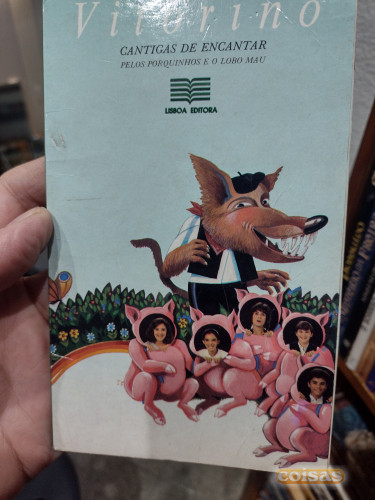 Vitorino
CANTIGAS DE ENCANTAR
PELOS PORQUINHOS E O LOBO MAU
LISBOA EDITORA
coisas